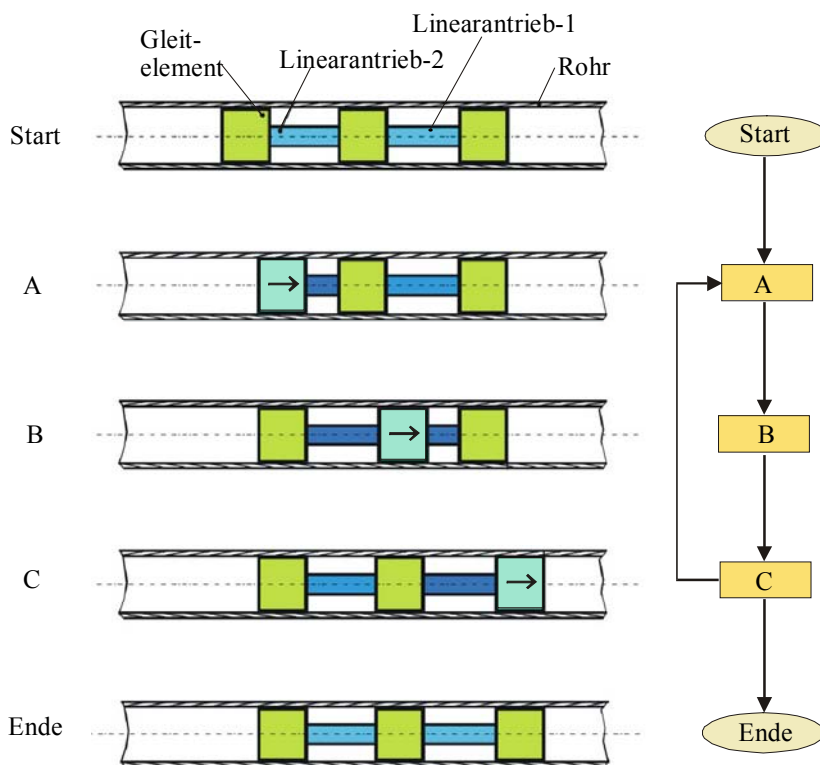 Linearantrieb-1
Gleit-
element
Linearantrieb-2
Rohr
Start
Start
A
A
B
B
C
C
Ende
Ende